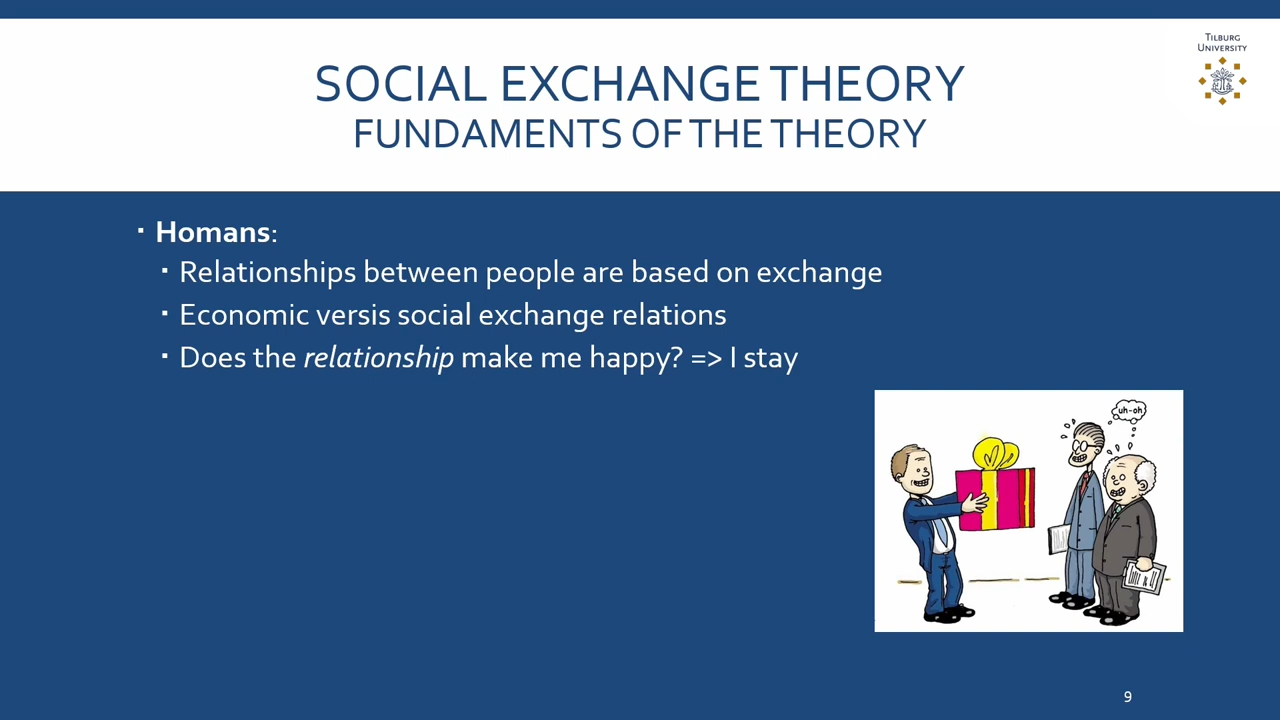 TILBURG
UNIVERSITY
SOCIAL EXCHANGE THEORY
FUNDAMENTS OF THE THEORY
▪ Homans:
▪ Relationships between people are based on exchange
▪ Economic versis social exchange relations
▪ Does the relationship make me happy? => I stay
uh-oh
9